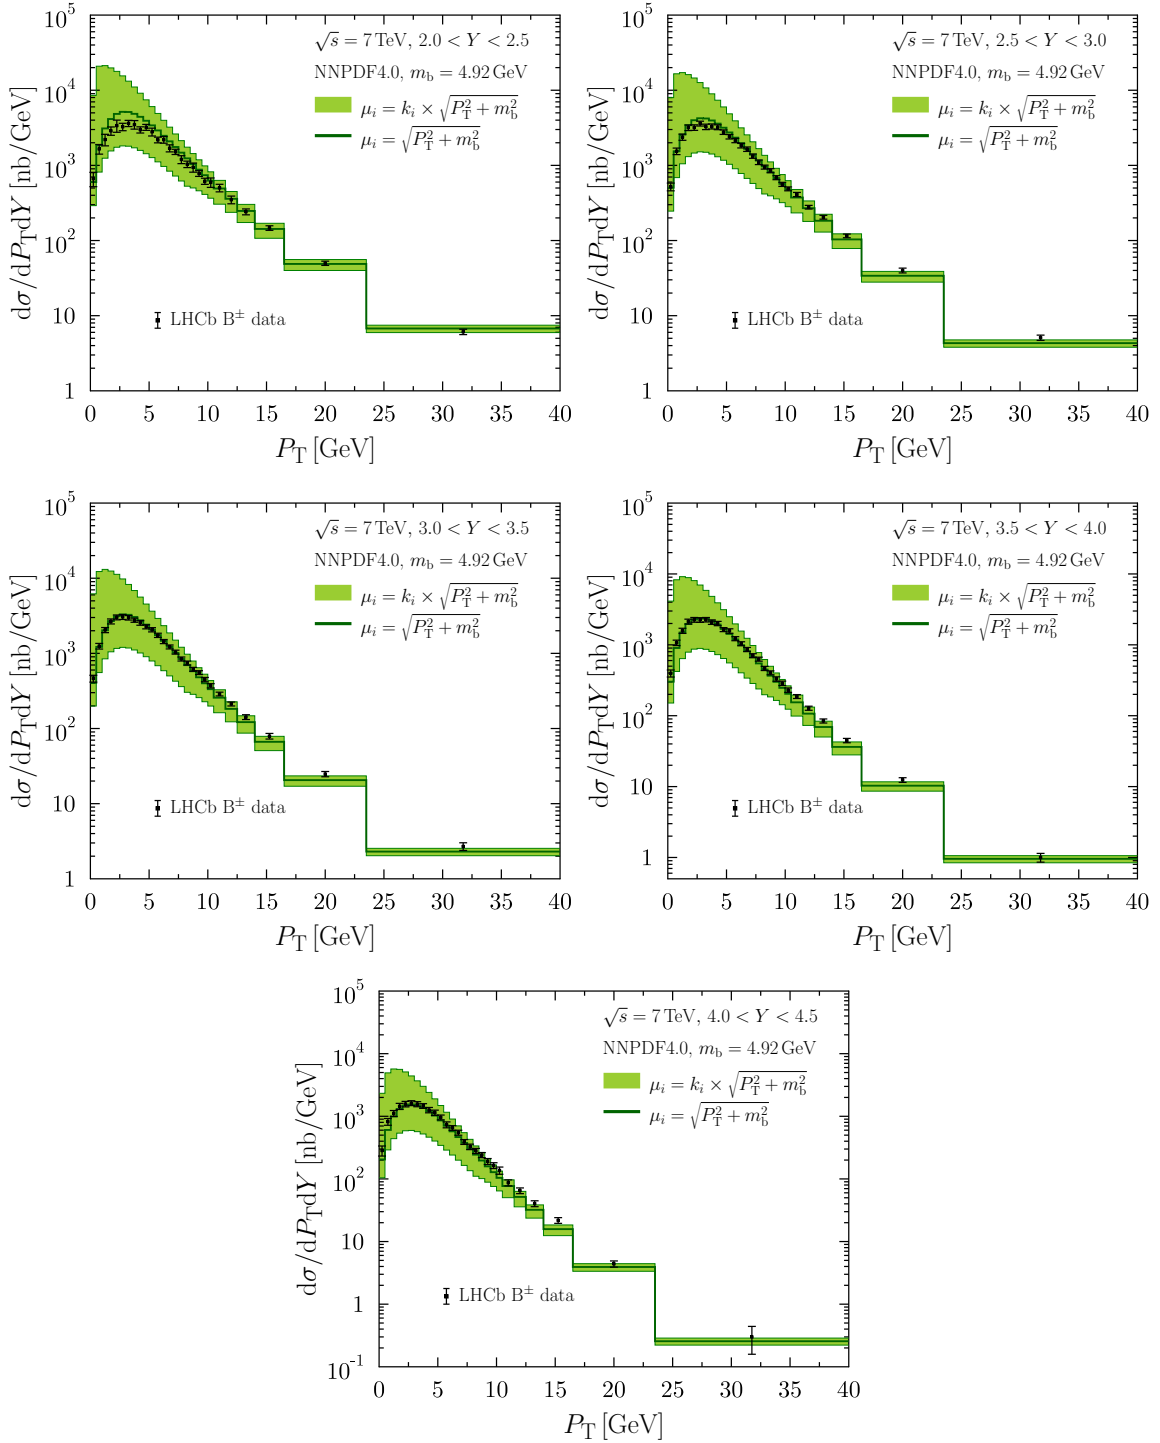 √s = 7 TeV, 2.0 < Y < 2.5
NNPDF4.0, m_b = 4.92 GeV
μ_i = k_i × √(P_T^2 + m_b^2)
μ_i = √(P_T^2 + m_b^2)
LHCb B^± data
dσ/dP_TdY [nb/GeV]
10^5
10^4
10^3
10^2
10
1
0 5 10 15 20 25 30 35 40
P_T [GeV]
√s = 7 TeV, 2.5 < Y < 3.0
NNPDF4.0, m_b = 4.92 GeV
μ_i = k_i × √(P_T^2 + m_b^2)
μ_i = √(P_T^2 + m_b^2)
LHCb B^± data
dσ/dP_TdY [nb/GeV]
10^5
10^4
10^3
10^2
10
1
0 5 10 15 20 25 30 35 40
P_T [GeV]
√s = 7 TeV, 3.0 < Y < 3.5
NNPDF4.0, m_b = 4.92 GeV
μ_i = k_i × √(P_T^2 + m_b^2)
μ_i = √(P_T^2 + m_b^2)
LHCb B^± data
dσ/dP_TdY [nb/GeV]
10^5
10^4
10^3
10^2
10
1
0 5 10 15 20 25 30 35 40
P_T [GeV]
√s = 7 TeV, 3.5 < Y < 4.0
NNPDF4.0, m_b = 4.92 GeV
μ_i = k_i × √(P_T^2 + m_b^2)
μ_i = √(P_T^2 + m_b^2)
LHCb B^± data
dσ/dP_TdY [nb/GeV]
10^5
10^4
10^3
10^2
10
1
0 5 10 15 20 25 30 35 40
P_T [GeV]
√s = 7 TeV, 4.0 < Y < 4.5
NNPDF4.0, m_b = 4.92 GeV
μ_i = k_i × √(P_T^2 + m_b^2)
μ_i = √(P_T^2 + m_b^2)
LHCb B^± data
dσ/dP_TdY [nb/GeV]
10^5
10^4
10^3
10^2
10
1
10^-1
0 5 10 15 20 25 30 35 40
P_T [GeV]